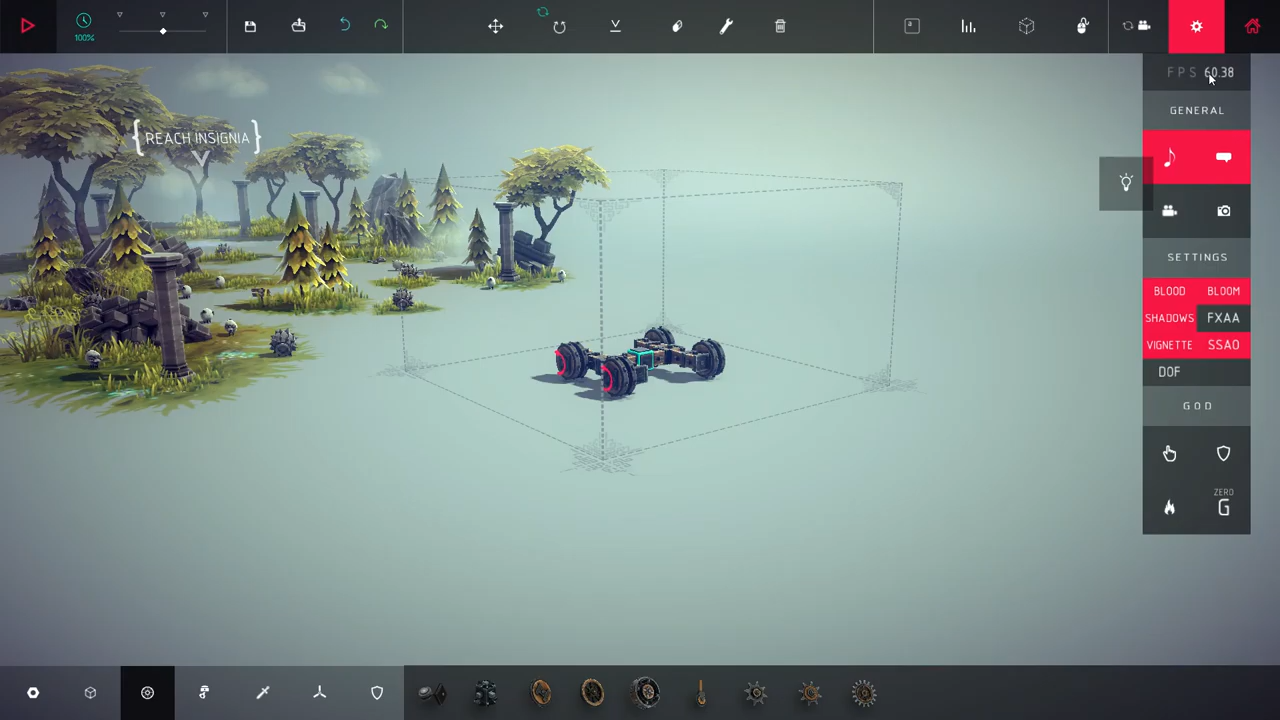 100%
FPS 60.38
GENERAL
{REACH INSIGNIA}
SETTINGS
BLOOD BLOOM
SHADOWS FXAA
VIGNETTE SSAO
DOF
GOD
ZERO
G